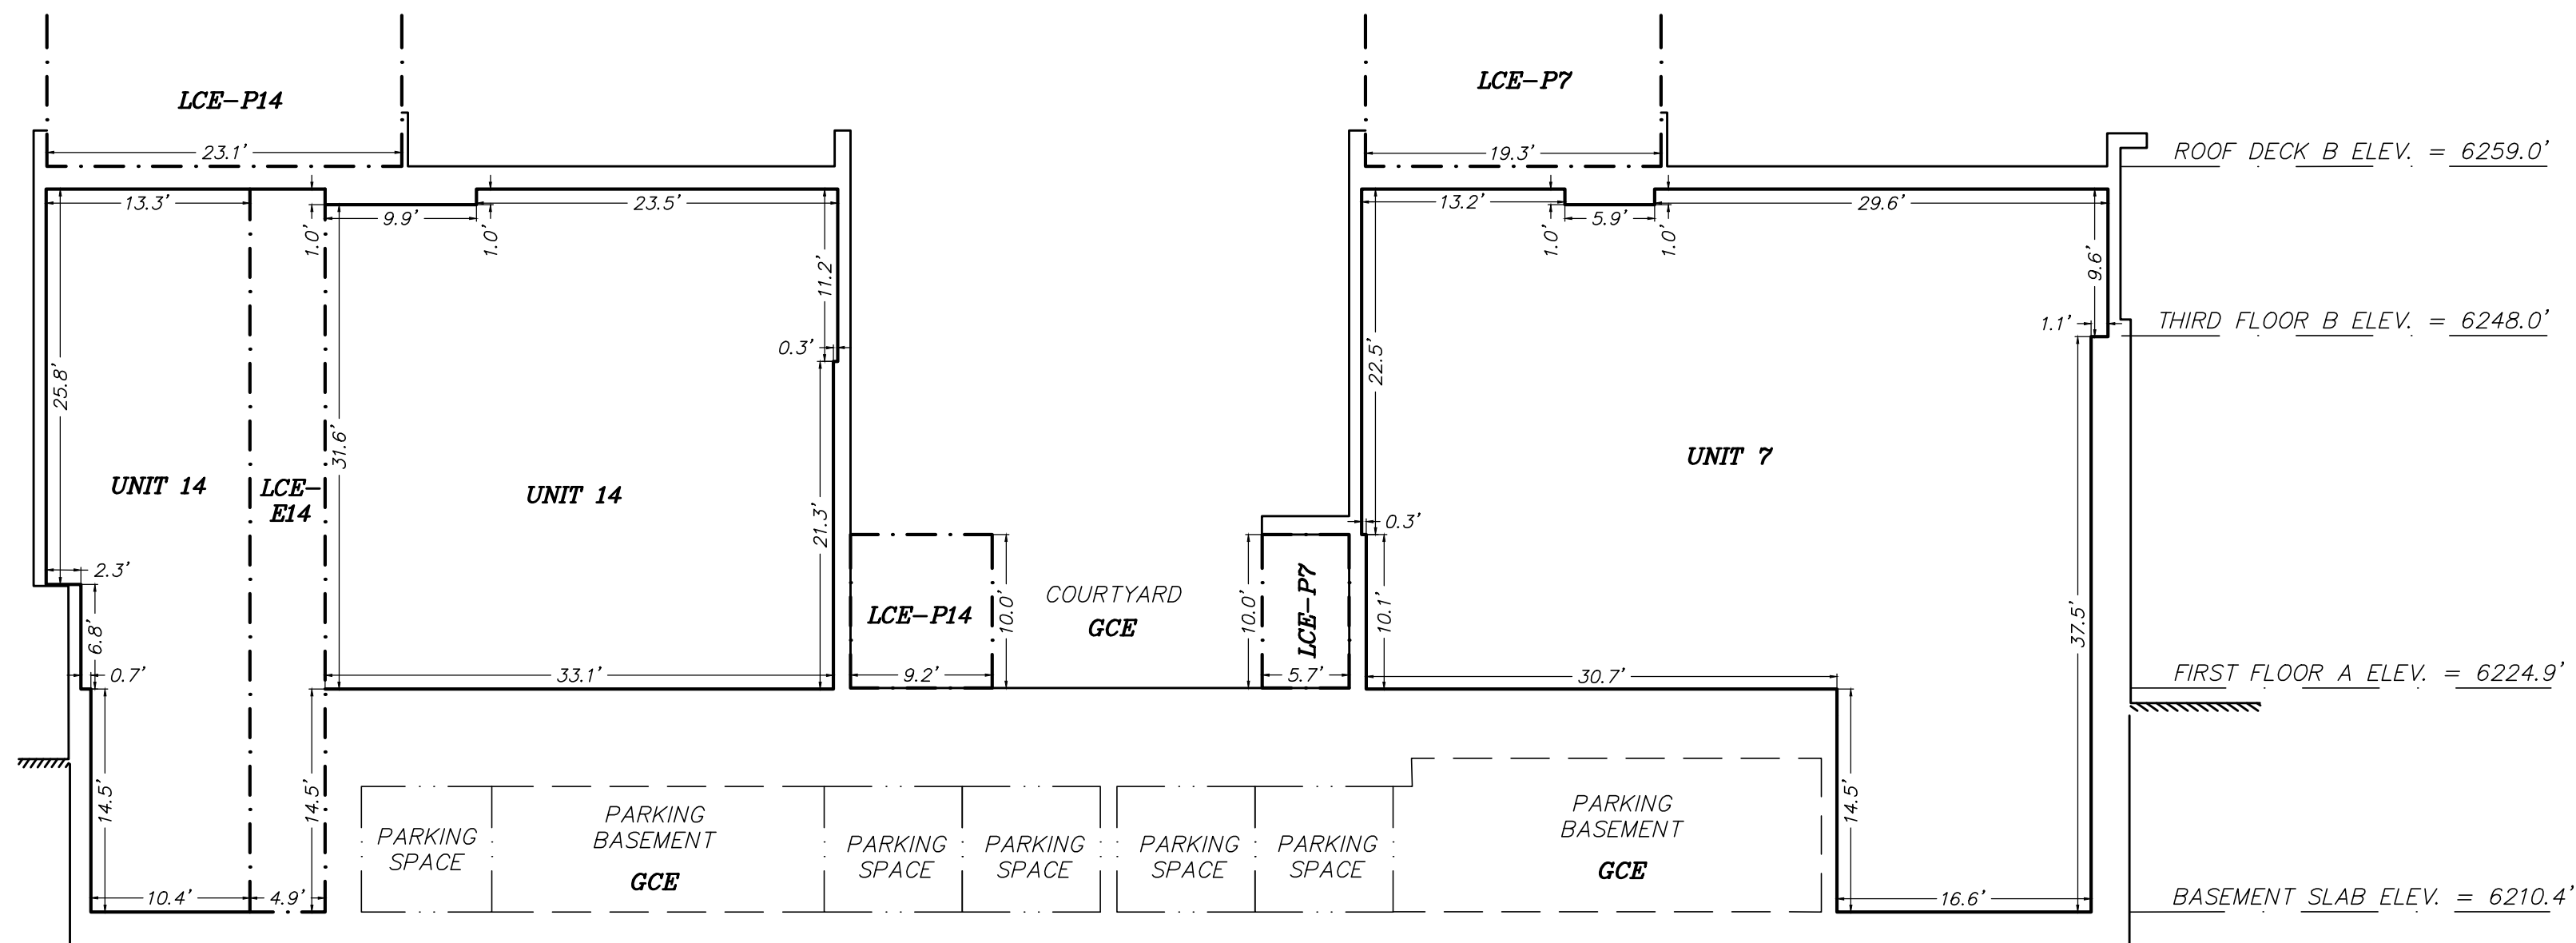 LCE-P14
LCE-P7
23.1'
19.3'
ROOF DECK B ELEV. = 6259.0'
13.3'
9.9'
23.5'
1.0'
1.0'
11.2'
13.2'
5.9'
29.6'
1.0'
1.0'
9.6'
THIRD FLOOR B ELEV. = 6248.0'
1.1'
0.3'
25.8'
22.5'
31.6'
UNIT 14
LCE-
E14
UNIT 14
UNIT 7
21.3'
0.3'
2.3'
6.8'
0.7'
LCE-P14
10.0'
COURTYARD
GCE
10.0'
LCE-P7
10.1'
37.5'
33.1'
9.2'
5.7'
30.7'
FIRST FLOOR A ELEV. = 6224.9'
14.5'
14.5'
PARKING
SPACE
PARKING
BASEMENT
GCE
PARKING
SPACE
PARKING
SPACE
PARKING
SPACE
PARKING
SPACE
PARKING
BASEMENT
GCE
14.5'
10.4'
4.9'
16.6'
BASEMENT SLAB ELEV. = 6210.4'